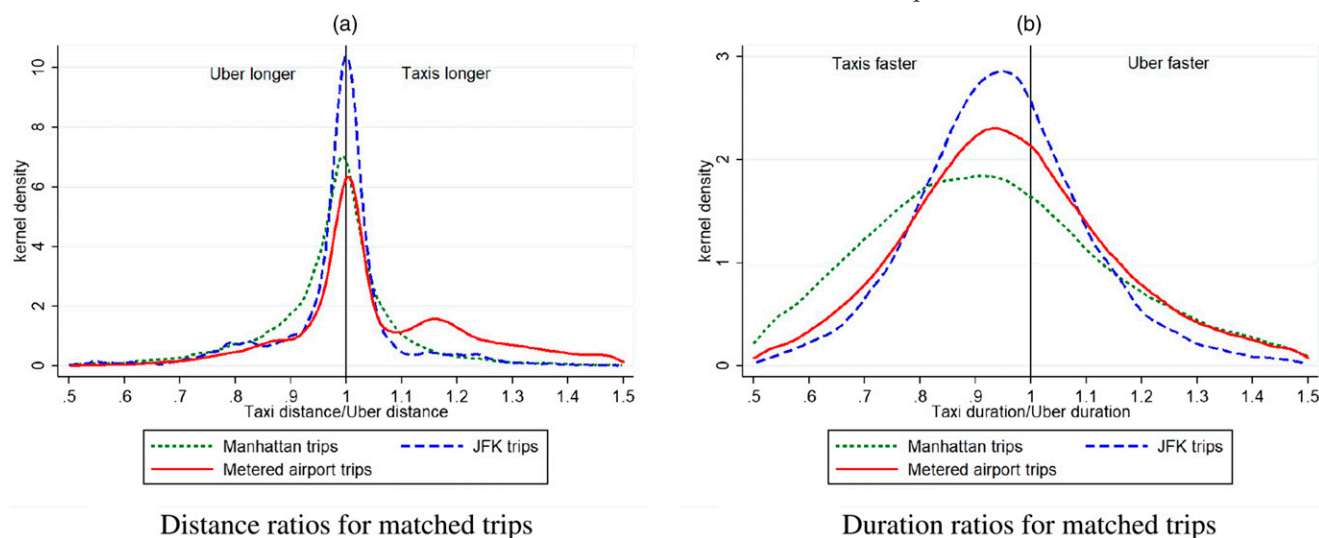 (a)
Uber longer
Taxis longer
kernel density
10
8
6
4
2
0
.5 .6 .7 .8 .9 1 1.1 1.2 1.3 1.4 1.5
Taxi distance/Uber distance
Manhattan trips
JFK trips
Metered airport trips
Distance ratios for matched trips
(b)
Taxis faster
Uber faster
kernel density
3
2
1
0
.5 .6 .7 .8 .9 1 1.1 1.2 1.3 1.4 1.5
Taxi duration/Uber duration
Manhattan trips
JFK trips
Metered airport trips
Duration ratios for matched trips